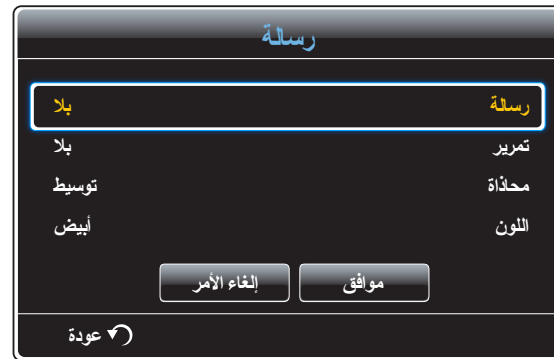 رسالة
رسالة بلا
تمرير بلا
محاذاة توسيط
اللون أبيض
موافق إلغاء الأمر
عودة